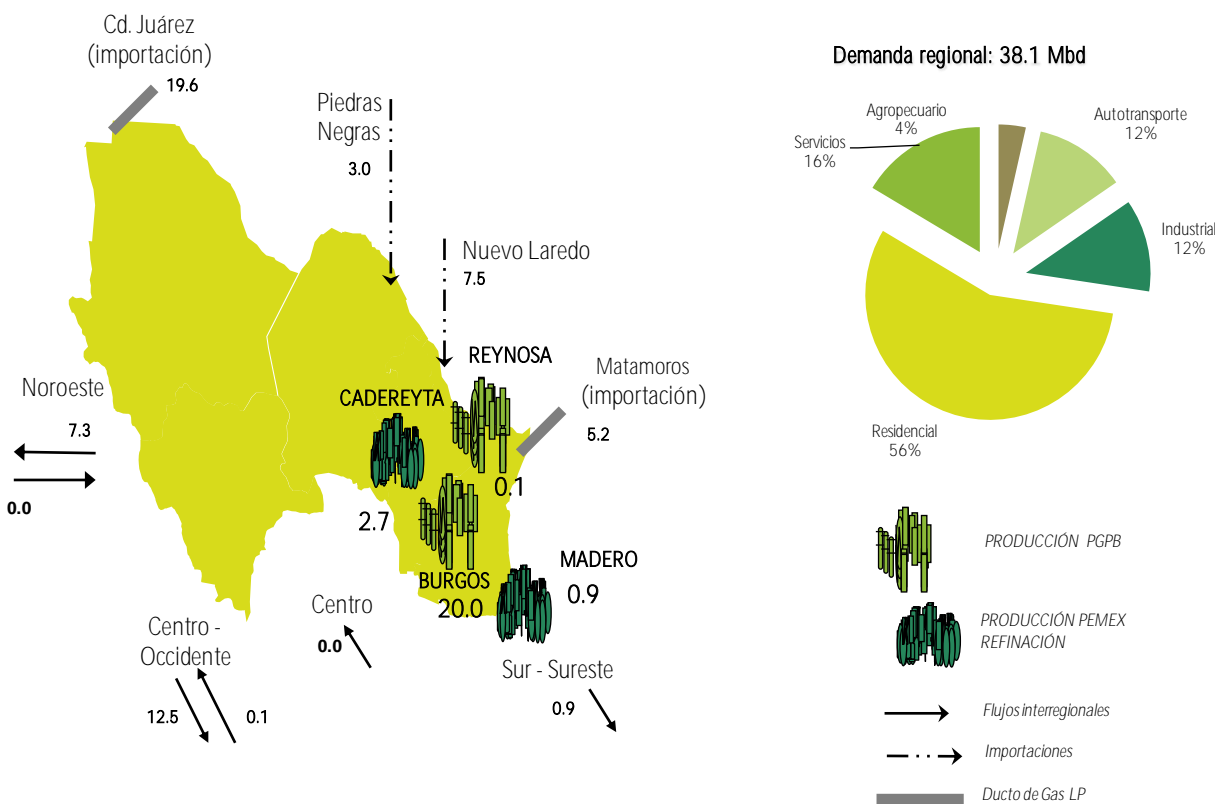 Cd. Juárez
(importación)
19.6
Piedras
Negras
3.0
Nuevo Laredo
7.5
REYNOSA
0.1
CADEREYTA
2.7
Matamoros
(importación)
5.2
Noroeste
7.3
0.0
BURGOS
20.0
MADERO
0.9
Centro
0.0
Centro -
Occidente
12.5
0.1
Sur - Sureste
0.9
Demanda regional: 38.1 Mbd
Agropecuario
4%
Autotransporte
12%
Servicios
16%
Industrial
12%
Residencial
56%
PRODUCCIÓN PGPB
PRODUCCIÓN PEMEX
REFINACIÓN
Flujos interregionales
Importaciones
Ducto de Gas LP